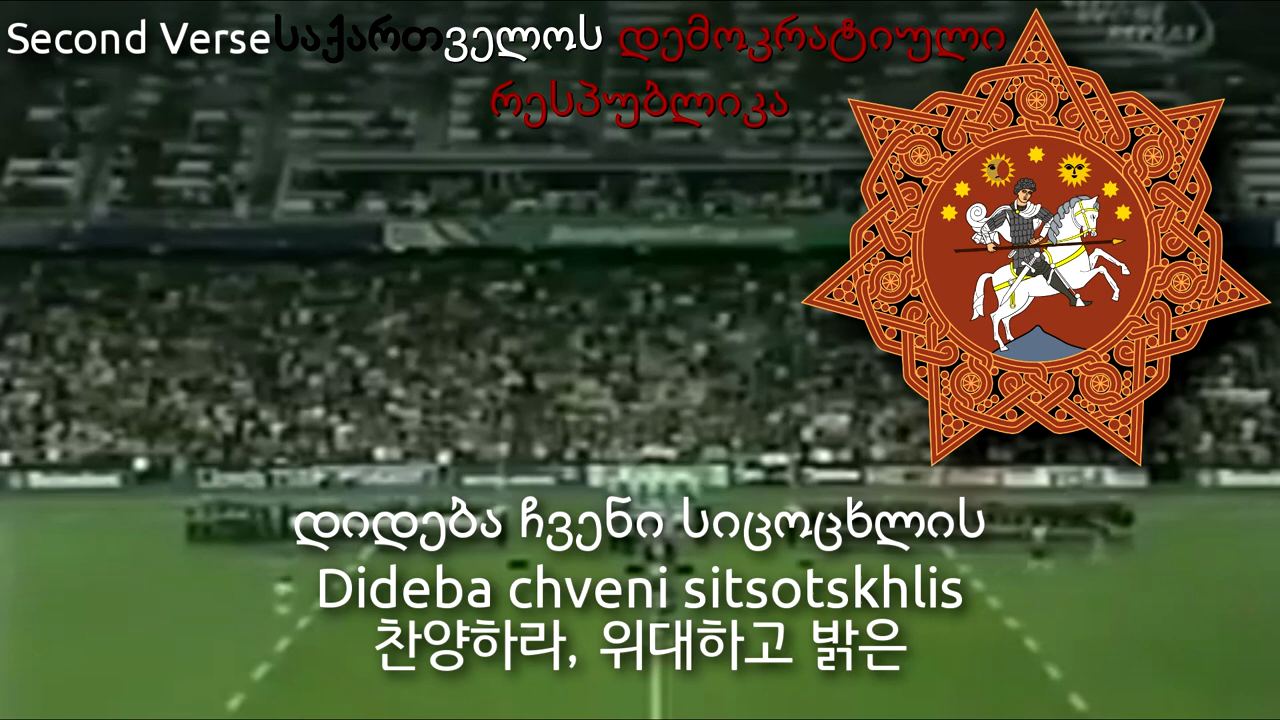 Second Verse
საქართველოს დემოკრატიული
რესპუბლიკა
დიდება ჩვენი სიცოცხლის
Dideba chveni sitsotskhlis
찬양하라, 위대하고 밝은